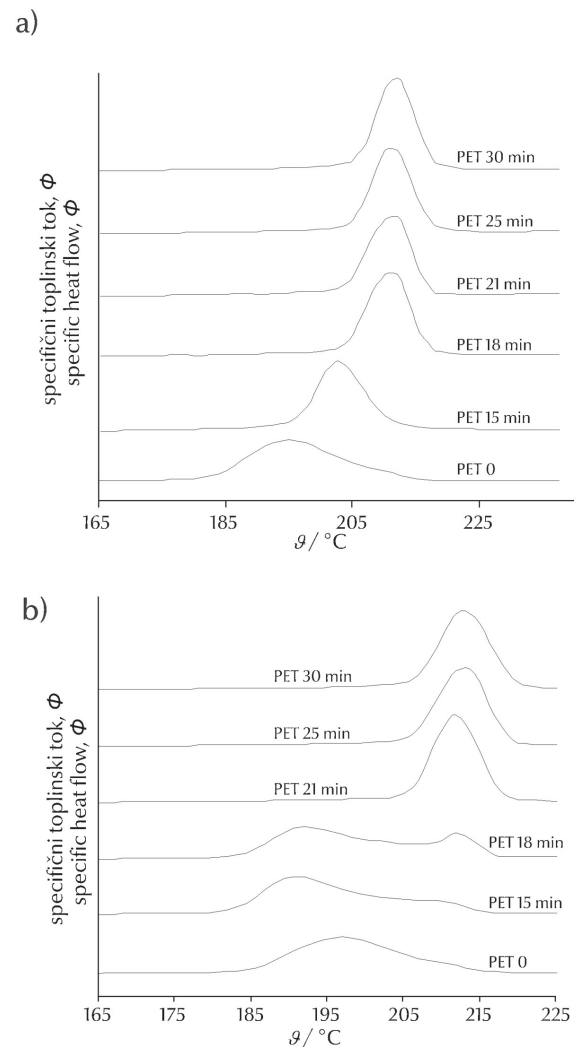 a)
specifični toplinski tok, Φ
specific heat flow, Φ
PET 30 min
PET 25 min
PET 21 min
PET 18 min
PET 15 min
PET 0
165 185 205 225
ϑ / °C
b)
specifični toplinski tok, Φ
specific heat flow, Φ
PET 30 min
PET 25 min
PET 21 min
PET 18 min
PET 15 min
PET 0
165 175 185 195 205 215 225
ϑ / °C